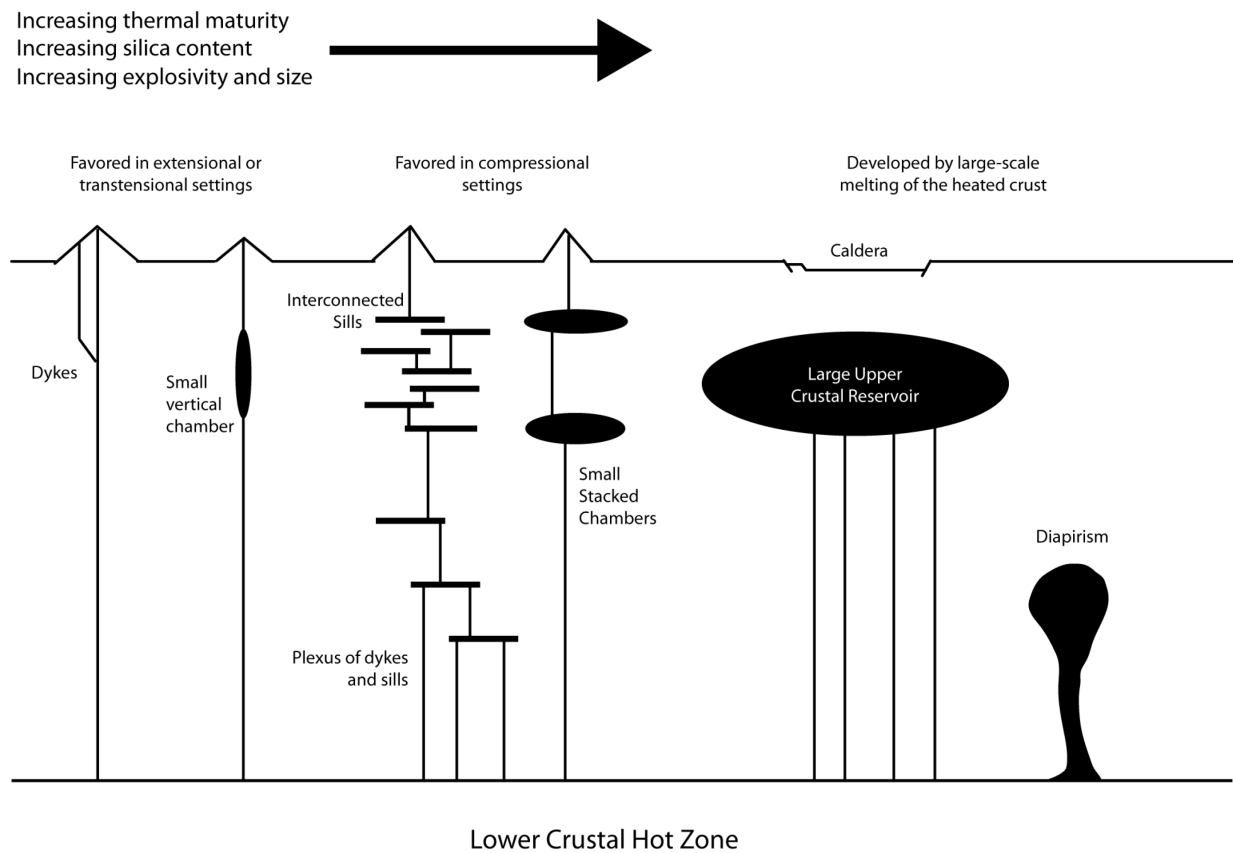 Increasing thermal maturity
Increasing silica content
Increasing explosivity and size
Favored in extensional or
transtensional settings
Favored in compressional
settings
Developed by large-scale
melting of the heated crust
Caldera
Interconnected
Sills
Dykes
Small
vertical
chamber
Large Upper
Crustal Reservoir
Small
Stacked
Chambers
Diapirism
Plexus of dykes
and sills
Lower Crustal Hot Zone